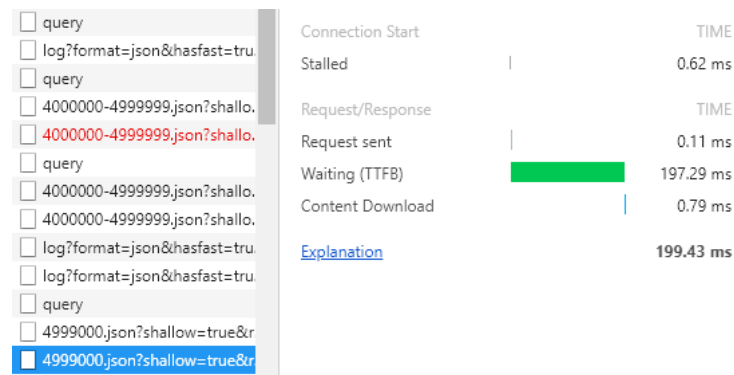 query
log?format=json&hasfast=tru.
query
4000000-4999999.json?shallo.
4000000-4999999.json?shallo.
query
4000000-4999999.json?shallo.
4000000-4999999.json?shallo.
log?format=json&hasfast=tru.
log?format=json&hasfast=tru.
query
4999000.json?shallow=true&r.
4999000.json?shallow=true&r.
Connection Start TIME
Stalled 0.62 ms
Request/Response TIME
Request sent 0.11 ms
Waiting (TTFB) 197.29 ms
Content Download 0.79 ms
Explanation 199.43 ms